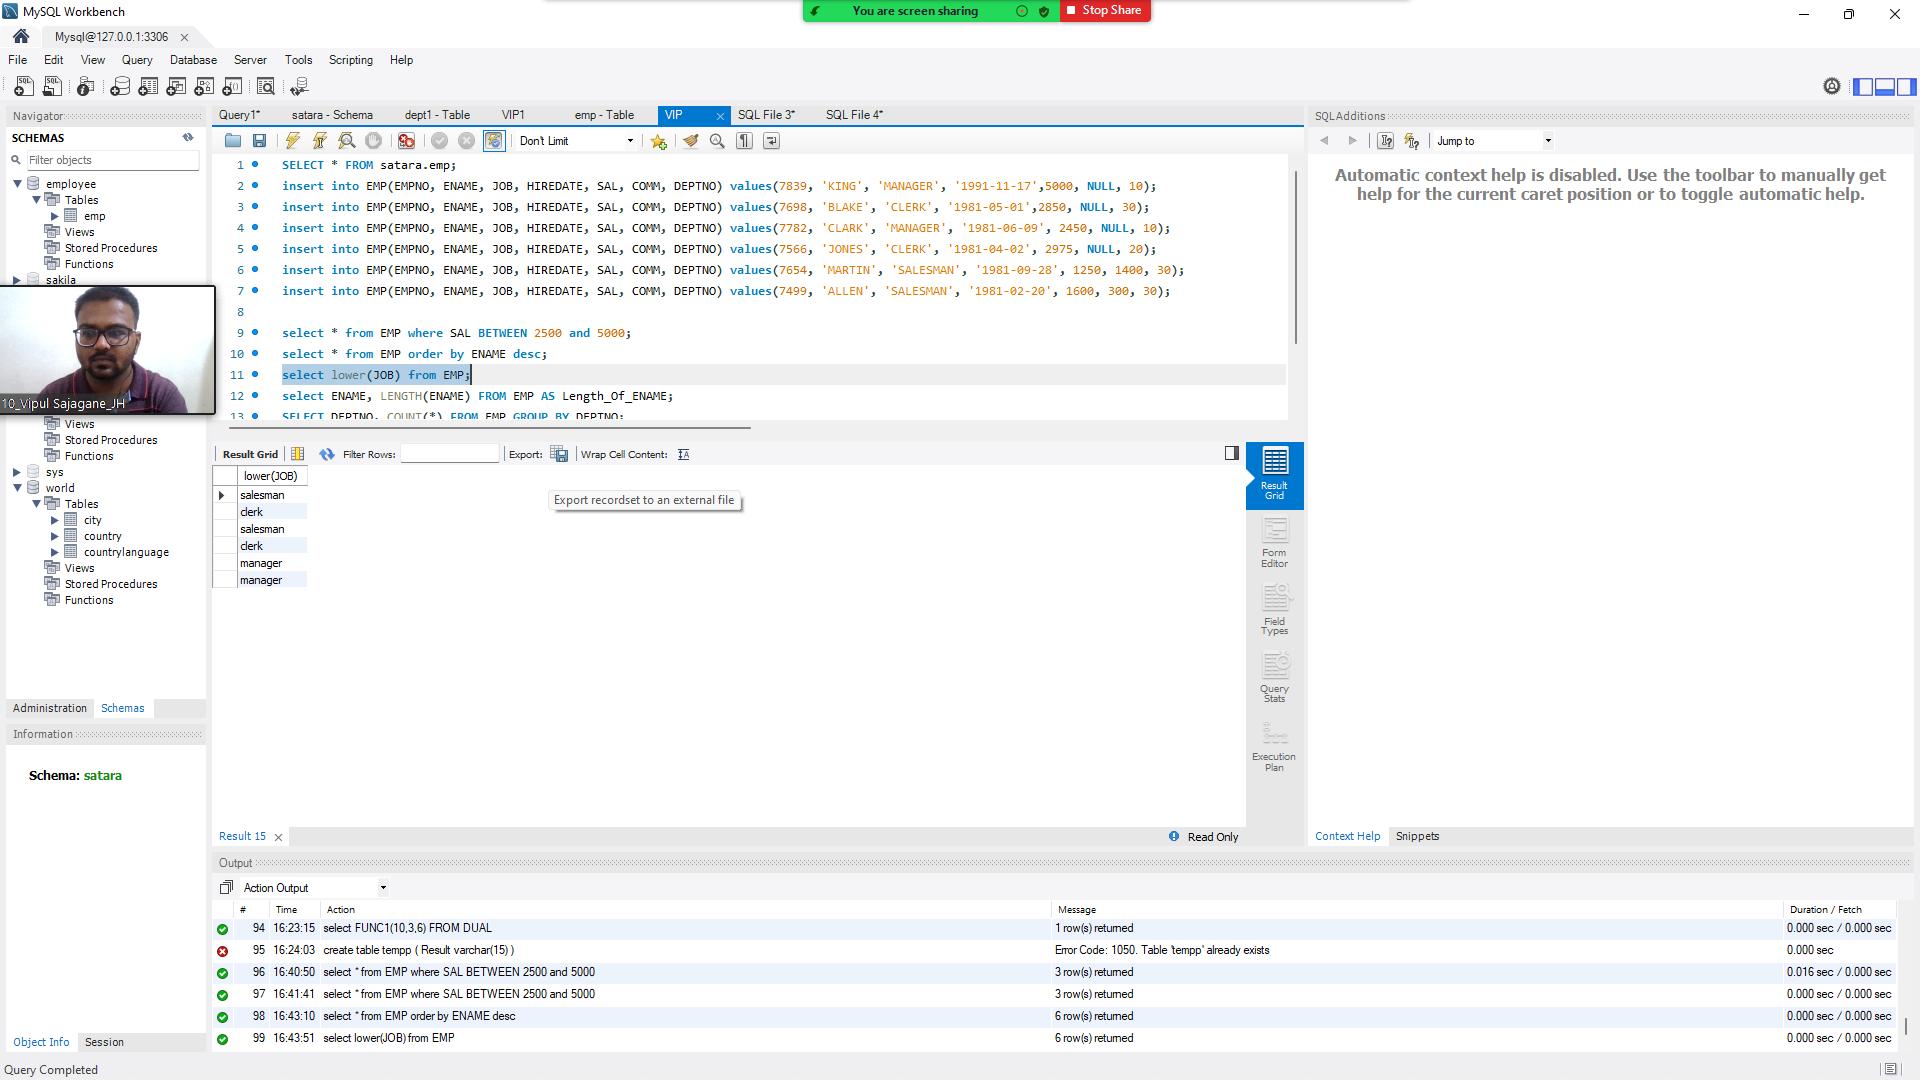 MySQL Workbench
You are screen sharing
Stop Share
Mysql@127.0.0.1:3306
File Edit View Query Database Server Tools Scripting Help
Navigator
SCHEMAS
Filter objects
employee
Tables
emp
Views
Stored Procedures
Functions
sakila
10_Vipul Sajagane_JH
Views
Stored Procedures
Functions
sys
world
Tables
city
country
countrylanguage
Views
Stored Procedures
Functions
Administration Schemas
Information
Schema: satara
Object Info Session
Query Completed
Query1* satara - Schema dept1 - Table VIP1 emp - Table VIP SQL File 3* SQL File 4*
Don't Limit
1 SELECT * FROM satara.emp;
2 insert into EMP(EMPNO, ENAME, JOB, HIREDATE, SAL, COMM, DEPTNO) values(7839, 'KING', 'MANAGER', '1991-11-17',5000, NULL, 10);
3 insert into EMP(EMPNO, ENAME, JOB, HIREDATE, SAL, COMM, DEPTNO) values(7698, 'BLAKE', 'CLERK', '1981-05-01',2850, NULL, 30);
4 insert into EMP(EMPNO, ENAME, JOB, HIREDATE, SAL, COMM, DEPTNO) values(7782, 'CLARK', 'MANAGER', '1981-06-09', 2450, NULL, 10);
5 insert into EMP(EMPNO, ENAME, JOB, HIREDATE, SAL, COMM, DEPTNO) values(7566, 'JONES', 'CLERK', '1981-04-02', 2975, NULL, 20);
6 insert into EMP(EMPNO, ENAME, JOB, HIREDATE, SAL, COMM, DEPTNO) values(7654, 'MARTIN', 'SALESMAN', '1981-09-28', 1250, 1400, 30);
7 insert into EMP(EMPNO, ENAME, JOB, HIREDATE, SAL, COMM, DEPTNO) values(7499, 'ALLEN', 'SALESMAN', '1981-02-20', 1600, 300, 30);
8
9 select * from EMP where SAL BETWEEN 2500 and 5000;
10 select * from EMP order by ENAME desc;
11 select lower(JOB) from EMP;
12 select ENAME, LENGTH(ENAME) FROM EMP AS Length_Of_ENAME;
13 SELECT DEPTNO, COUNT(*) FROM EMP GROUP BY DEPTNO;
Result Grid Filter Rows: Export: Wrap Cell Content:
lower(JOB)
salesman
clerk
salesman
clerk
manager
manager
Export recordset to an external file
Result Grid
Form Editor
Field Types
Query Stats
Execution Plan
Result 15
Read Only
SQLAdditions
Jump to
Automatic context help is disabled. Use the toolbar to manually get
help for the current caret position or to toggle automatic help.
Context Help Snippets
Output
Action Output
# Time Action Message Duration / Fetch
94 16:23:15 select FUNC1(10,3,6) FROM DUAL 1 row(s) returned 0.000 sec / 0.000 sec
95 16:24:03 create table tempp ( Result varchar(15) ) Error Code: 1050. Table 'tempp' already exists 0.000 sec
96 16:40:50 select * from EMP where SAL BETWEEN 2500 and 5000 3 row(s) returned 0.016 sec / 0.000 sec
97 16:41:41 select * from EMP where SAL BETWEEN 2500 and 5000 3 row(s) returned 0.000 sec / 0.000 sec
98 16:43:10 select * from EMP order by ENAME desc 6 row(s) returned 0.000 sec / 0.000 sec
99 16:43:51 select lower(JOB) from EMP 6 row(s) returned 0.000 sec / 0.000 sec